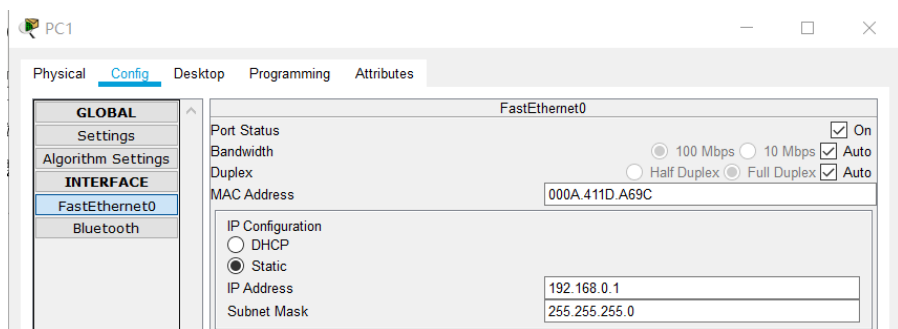 PC1
Physical Config Desktop Programming Attributes
GLOBAL
Settings
Algorithm Settings
INTERFACE
FastEthernet0
Bluetooth
FastEthernet0
Port Status On
Bandwidth 100 Mbps 10 Mbps Auto
Duplex Half Duplex Full Duplex Auto
MAC Address 000A.411D.A69C
IP Configuration
DHCP
Static
IP Address 192.168.0.1
Subnet Mask 255.255.255.0